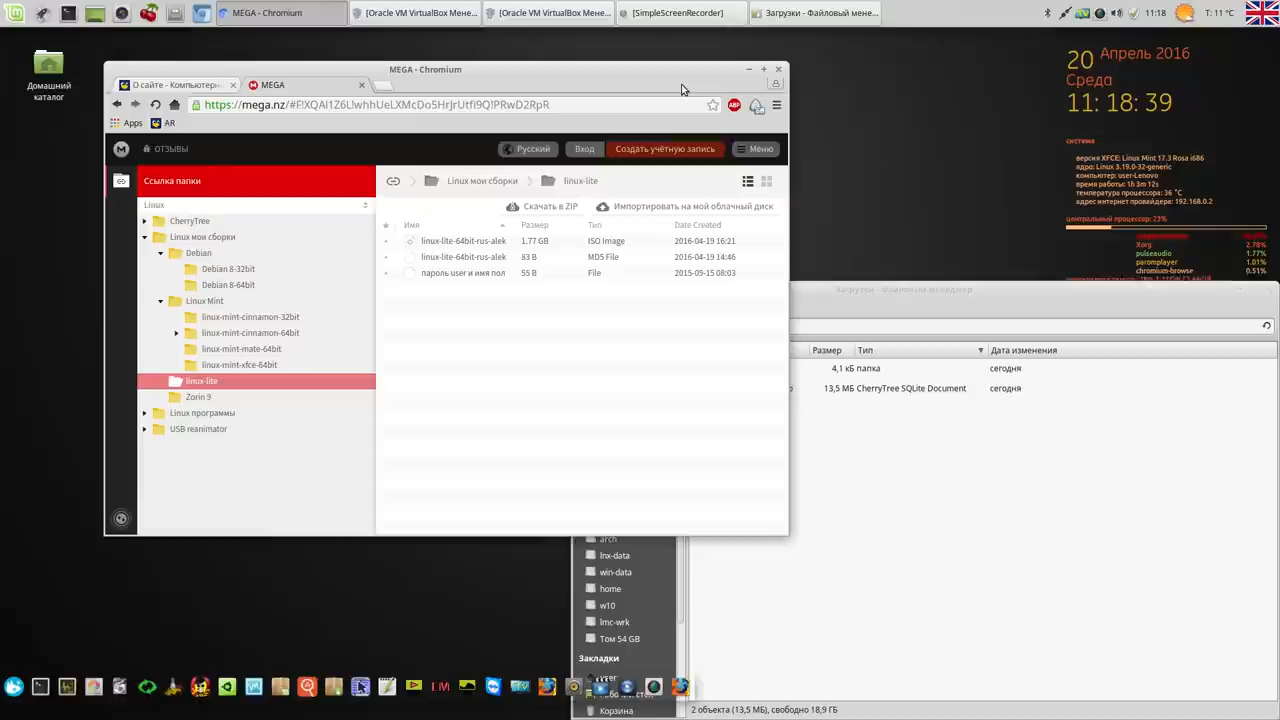 MEGA - Chromium
[Oracle VM VirtualBox Мене...
[Oracle VM VirtualBox Мене...
[SimpleScreenRecorder]
Загрузки - Файловый мене...
11:18
T: 11 °C
Домашний
каталог
20 Апрель 2016
Среда
11: 18: 39
система
версия XFCE: Linux Mint 17.3 Rosa i686
ядро: Linux 3.19.0-32-generic
компьютер: user-Lenovo
время работы: 1h 3m 12s
температура процессора: 36 °C
адрес интернет провайдера: 192.168.0.2
центральный процессор: 23%
Xorg 2.78%
pulseaudio 1.77%
paromplayer 1.01%
chromium-browse 0.51%
MEGA - Chromium
О сайте - Компьютерн
MEGA
https://mega.nz/#F!XQAl1Z6L!whhUeLXMcDo5HrJrUtfi9Q!PRwD2RpR
ABP
Apps
AR
M
ОТЗЫВЫ
Русский
Вход
Создать учётную запись
Меню
Ссылка папки
Linux мои сборки
linux-lite
Linux
Скачать в ZIP
Импортировать на мой облачный диск
Имя
Размер
Тип
Date Created
linux-lite-64bit-rus-alek 1.77 GB ISO Image 2016-04-19 16:21
linux-lite-64bit-rus-alek 83 B MD5 File 2016-04-19 14:46
пароль user и имя пол 55 B File 2015-09-15 08:03
CherryTree
Linux мои сборки
Debian
Debian 8-32bit
Debian 8-64bit
Linux Mint
linux-mint-cinnamon-32bit
linux-mint-cinnamon-64bit
linux-mint-mate-64bit
linux-mint-xfce-64bit
linux-lite
Zorin 9
Linux программы
USB reanimator
Загрузки - Файловый менеджер
Размер
Тип
Дата изменения
4,1 кБ папка сегодня
13,5 МБ CherryTree SQLite Document сегодня
arch
lnx-data
win-data
home
w10
lmc-wrk
Том 54 GB
Закладки
Корзина
2 объекта (13,5 МБ), свободно 18,9 ГБ